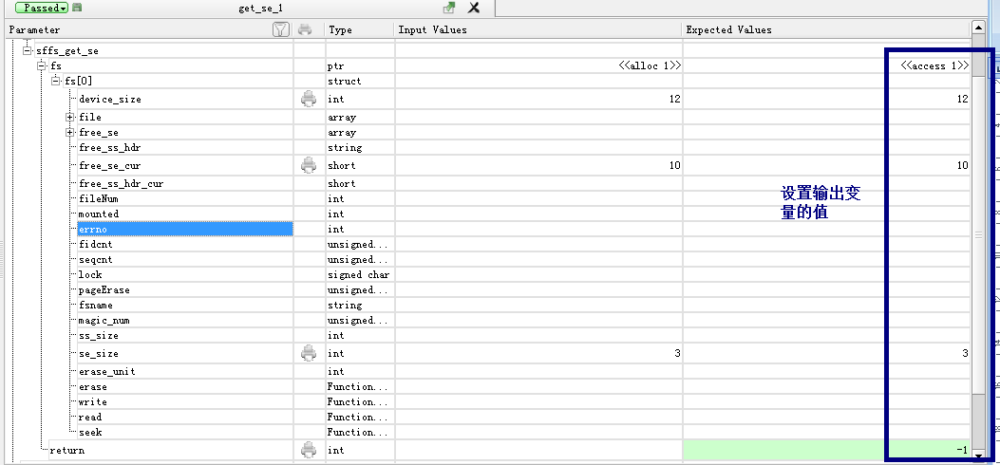 Passed get_se_1
Parameter Type Input Values Expected Values
sffs_get_se
fs ptr <<alloc 1>> <<access 1>>
fs[0] struct
device_size int 12 12
file array
free_se array
free_ss_hdr string
free_se_cur short 10 10
free_ss_hdr_cur short
fileNum int
mounted int
errno int
fidcnt unsigned...
seqcnt unsigned...
lock signed char
pageErase unsigned...
fsname string
magic_num unsigned...
ss_size int
se_size int 3 3
erase_unit int
erase Function...
write Function...
read Function...
seek Function...
return int -1
设置输出变
量的值